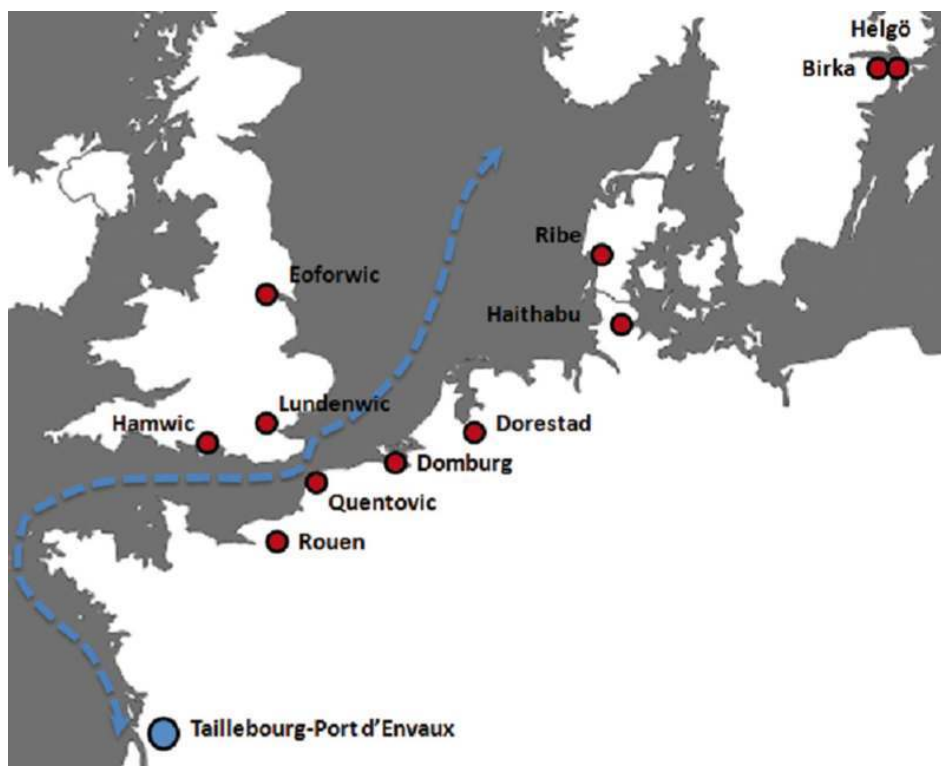 Helgö
Birka
Ribe
Eoforwic
Haithabu
Lundenwic
Hamwic
Dorestad
Domburg
Quentovic
Rouen
Taillebourg-Port d'Envaux